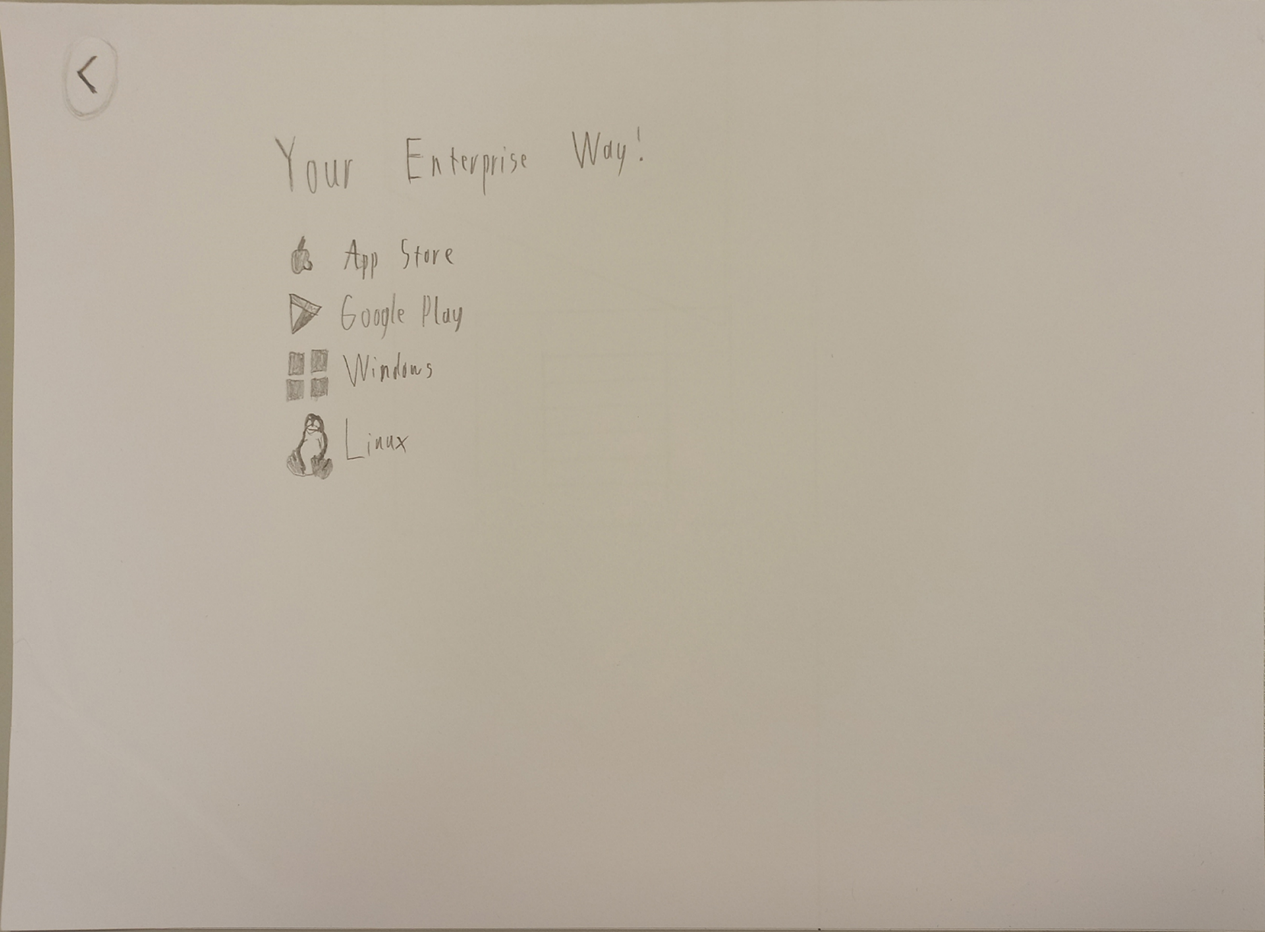 <
Your Enterprise Way!
App Store
Google Play
Windows
Linux